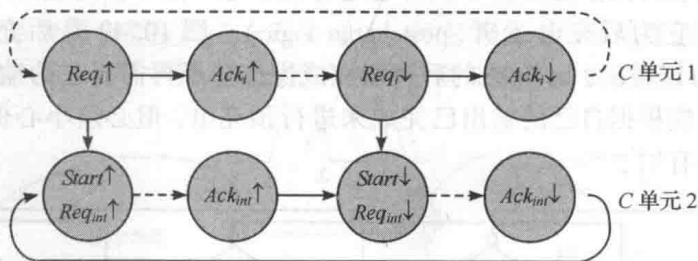 Req_i↑ Ack_i↑ Req_i↓ Ack_i↓ C 单元 1
Start↑ Start↓
Req_int↑ Ack_int↑ Req_int↓ Ack_int↓ C 单元 2